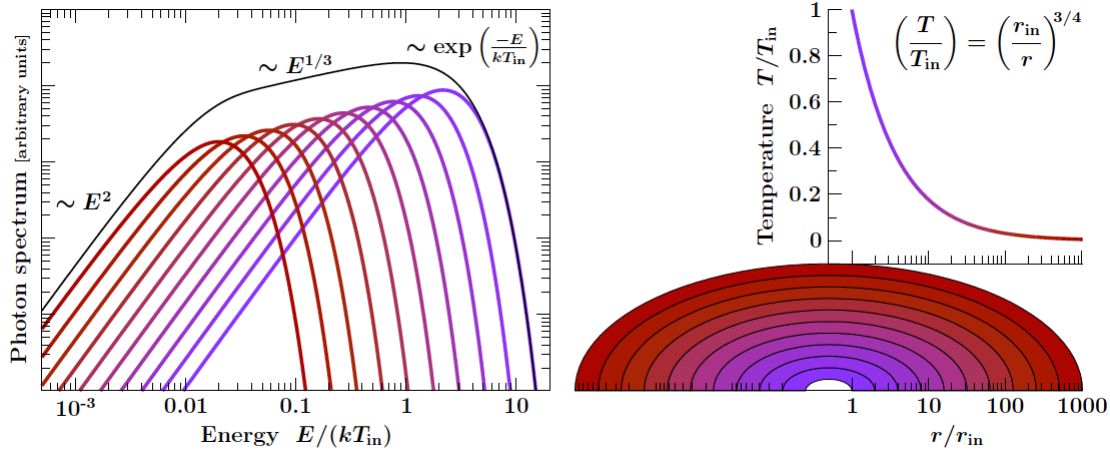 Photon spectrum [arbitrary units]
~ E^2
~ E^{1/3}
~ exp(-E/kT_in)
10^-3
0.01
0.1
1
10
Energy E/(kT_in)
Temperature T/T_in
1
0.8
0.6
0.4
0.2
0
(T/T_in) = (r_in/r)^{3/4}
1
10
100
1000
r/r_in